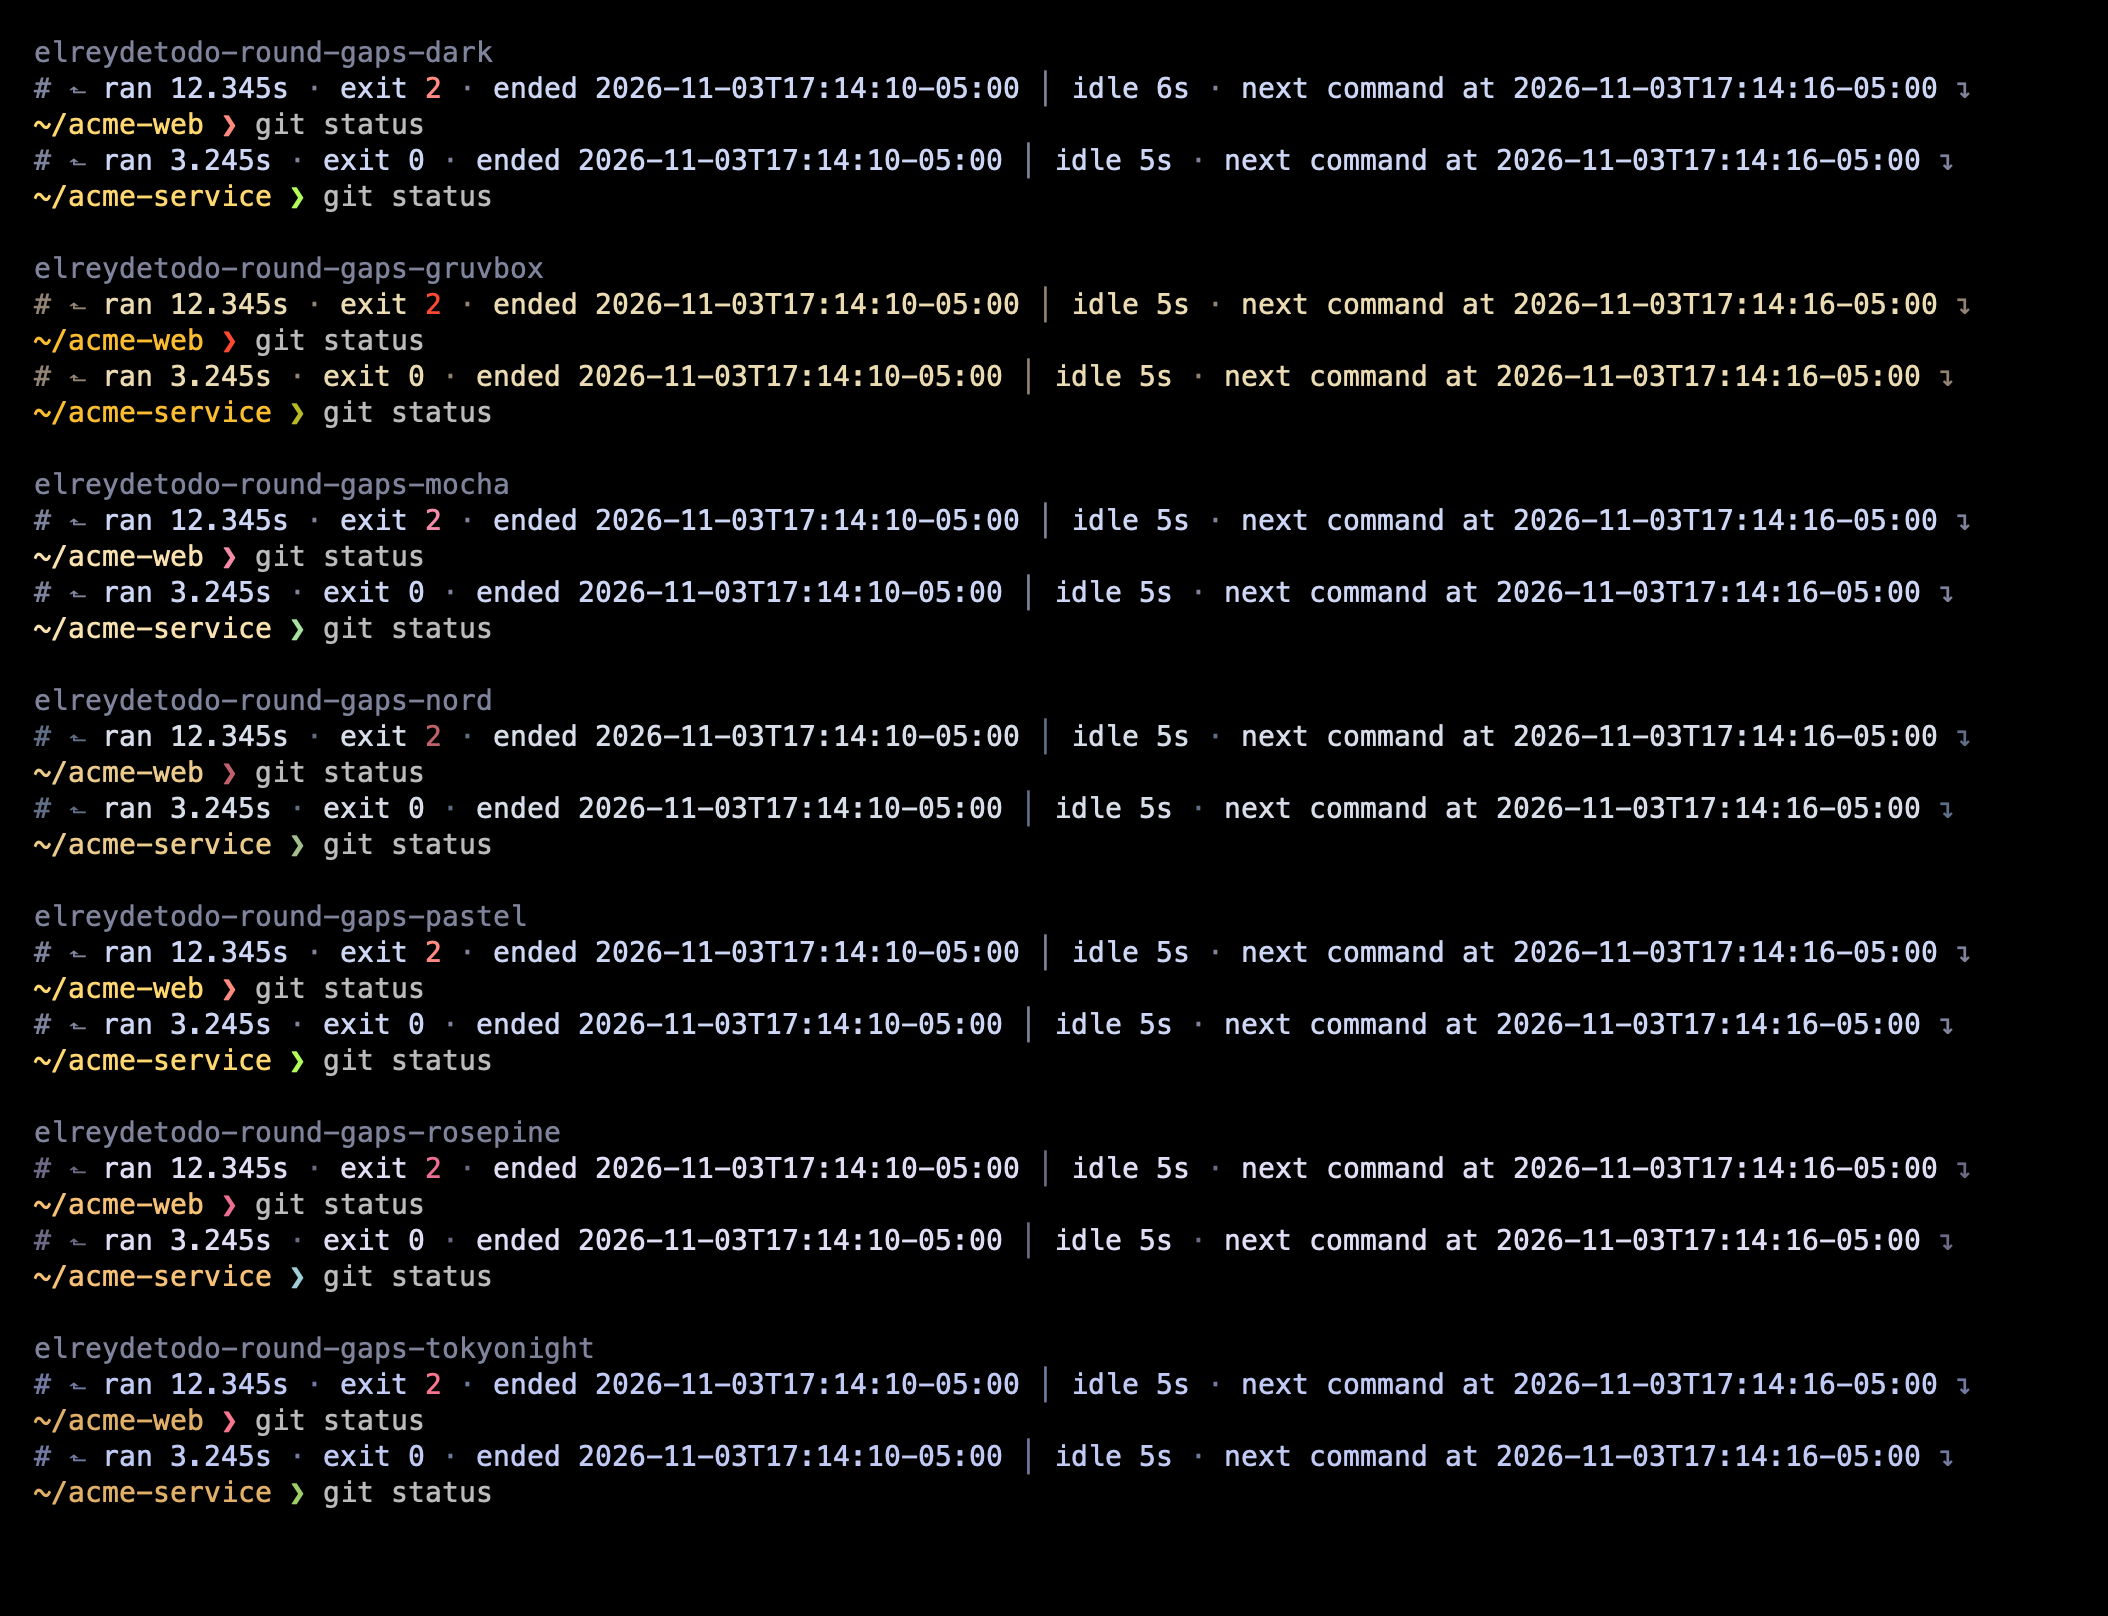 elreydetodo-round-gaps-dark
# ⬑ ran 12.345s · exit 2 · ended 2026-11-03T17:14:10-05:00 │ idle 6s · next command at 2026-11-03T17:14:16-05:00 ↴
~/acme-web ❯ git status
# ⬑ ran 3.245s · exit 0 · ended 2026-11-03T17:14:10-05:00 │ idle 5s · next command at 2026-11-03T17:14:16-05:00 ↴
~/acme-service ❯ git status
elreydetodo-round-gaps-gruvbox
# ⬑ ran 12.345s · exit 2 · ended 2026-11-03T17:14:10-05:00 │ idle 5s · next command at 2026-11-03T17:14:16-05:00 ↴
~/acme-web ❯ git status
# ⬑ ran 3.245s · exit 0 · ended 2026-11-03T17:14:10-05:00 │ idle 5s · next command at 2026-11-03T17:14:16-05:00 ↴
~/acme-service ❯ git status
elreydetodo-round-gaps-mocha
# ⬑ ran 12.345s · exit 2 · ended 2026-11-03T17:14:10-05:00 │ idle 5s · next command at 2026-11-03T17:14:16-05:00 ↴
~/acme-web ❯ git status
# ⬑ ran 3.245s · exit 0 · ended 2026-11-03T17:14:10-05:00 │ idle 5s · next command at 2026-11-03T17:14:16-05:00 ↴
~/acme-service ❯ git status
elreydetodo-round-gaps-nord
# ⬑ ran 12.345s · exit 2 · ended 2026-11-03T17:14:10-05:00 │ idle 5s · next command at 2026-11-03T17:14:16-05:00 ↴
~/acme-web ❯ git status
# ⬑ ran 3.245s · exit 0 · ended 2026-11-03T17:14:10-05:00 │ idle 5s · next command at 2026-11-03T17:14:16-05:00 ↴
~/acme-service ❯ git status
elreydetodo-round-gaps-pastel
# ⬑ ran 12.345s · exit 2 · ended 2026-11-03T17:14:10-05:00 │ idle 5s · next command at 2026-11-03T17:14:16-05:00 ↴
~/acme-web ❯ git status
# ⬑ ran 3.245s · exit 0 · ended 2026-11-03T17:14:10-05:00 │ idle 5s · next command at 2026-11-03T17:14:16-05:00 ↴
~/acme-service ❯ git status
elreydetodo-round-gaps-rosepine
# ⬑ ran 12.345s · exit 2 · ended 2026-11-03T17:14:10-05:00 │ idle 5s · next command at 2026-11-03T17:14:16-05:00 ↴
~/acme-web ❯ git status
# ⬑ ran 3.245s · exit 0 · ended 2026-11-03T17:14:10-05:00 │ idle 5s · next command at 2026-11-03T17:14:16-05:00 ↴
~/acme-service ❯ git status
elreydetodo-round-gaps-tokyonight
# ⬑ ran 12.345s · exit 2 · ended 2026-11-03T17:14:10-05:00 │ idle 5s · next command at 2026-11-03T17:14:16-05:00 ↴
~/acme-web ❯ git status
# ⬑ ran 3.245s · exit 0 · ended 2026-11-03T17:14:10-05:00 │ idle 5s · next command at 2026-11-03T17:14:16-05:00 ↴
~/acme-service ❯ git status